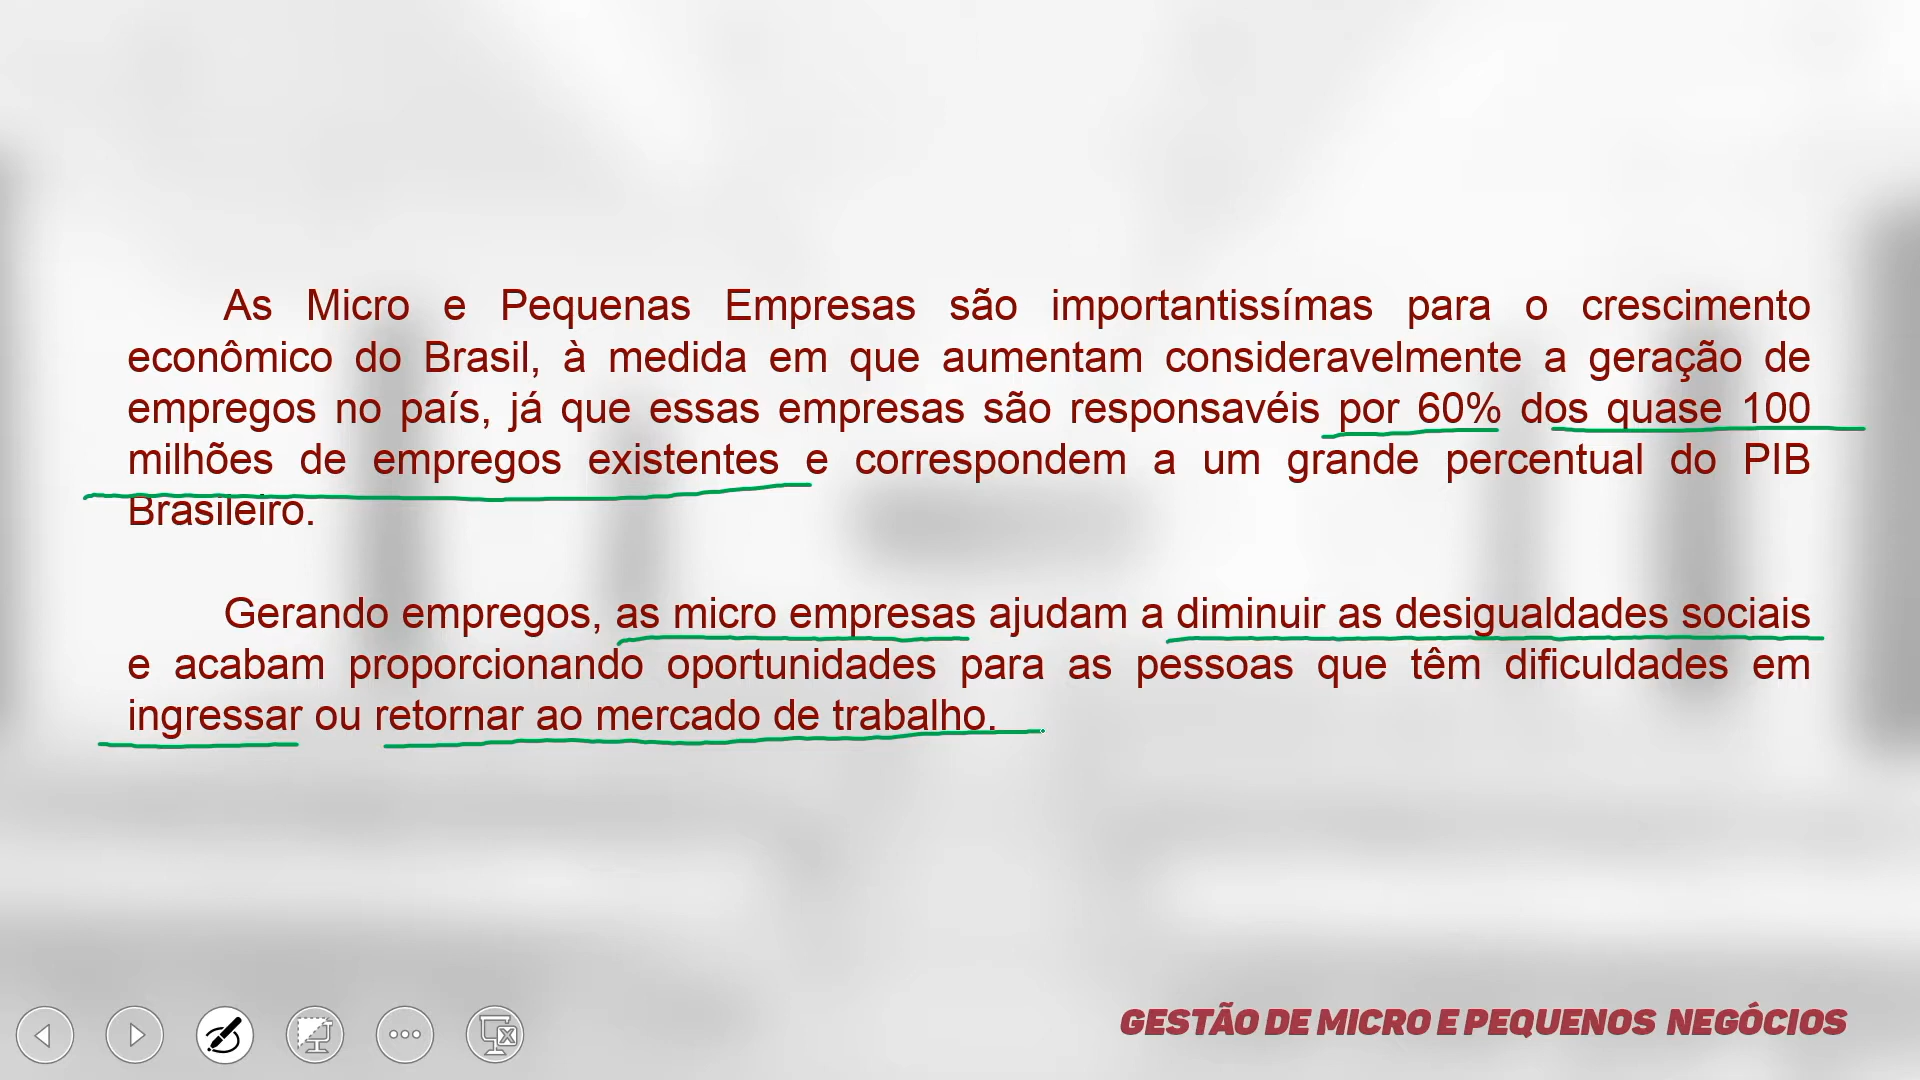 As Micro e Pequenas Empresas são importantissímas para o crescimento
econômico do Brasil, à medida em que aumentam consideravelmente a geração de
empregos no país, já que essas empresas são responsavéis por 60% dos quase 100
milhões de empregos existentes e correspondem a um grande percentual do PIB
Brasileiro.
Gerando empregos, as micro empresas ajudam a diminuir as desigualdades sociais
e acabam proporcionando oportunidades para as pessoas que têm dificuldades em
ingressar ou retornar ao mercado de trabalho.
GESTÃO DE MICRO E PEQUENOS NEGÓCIOS